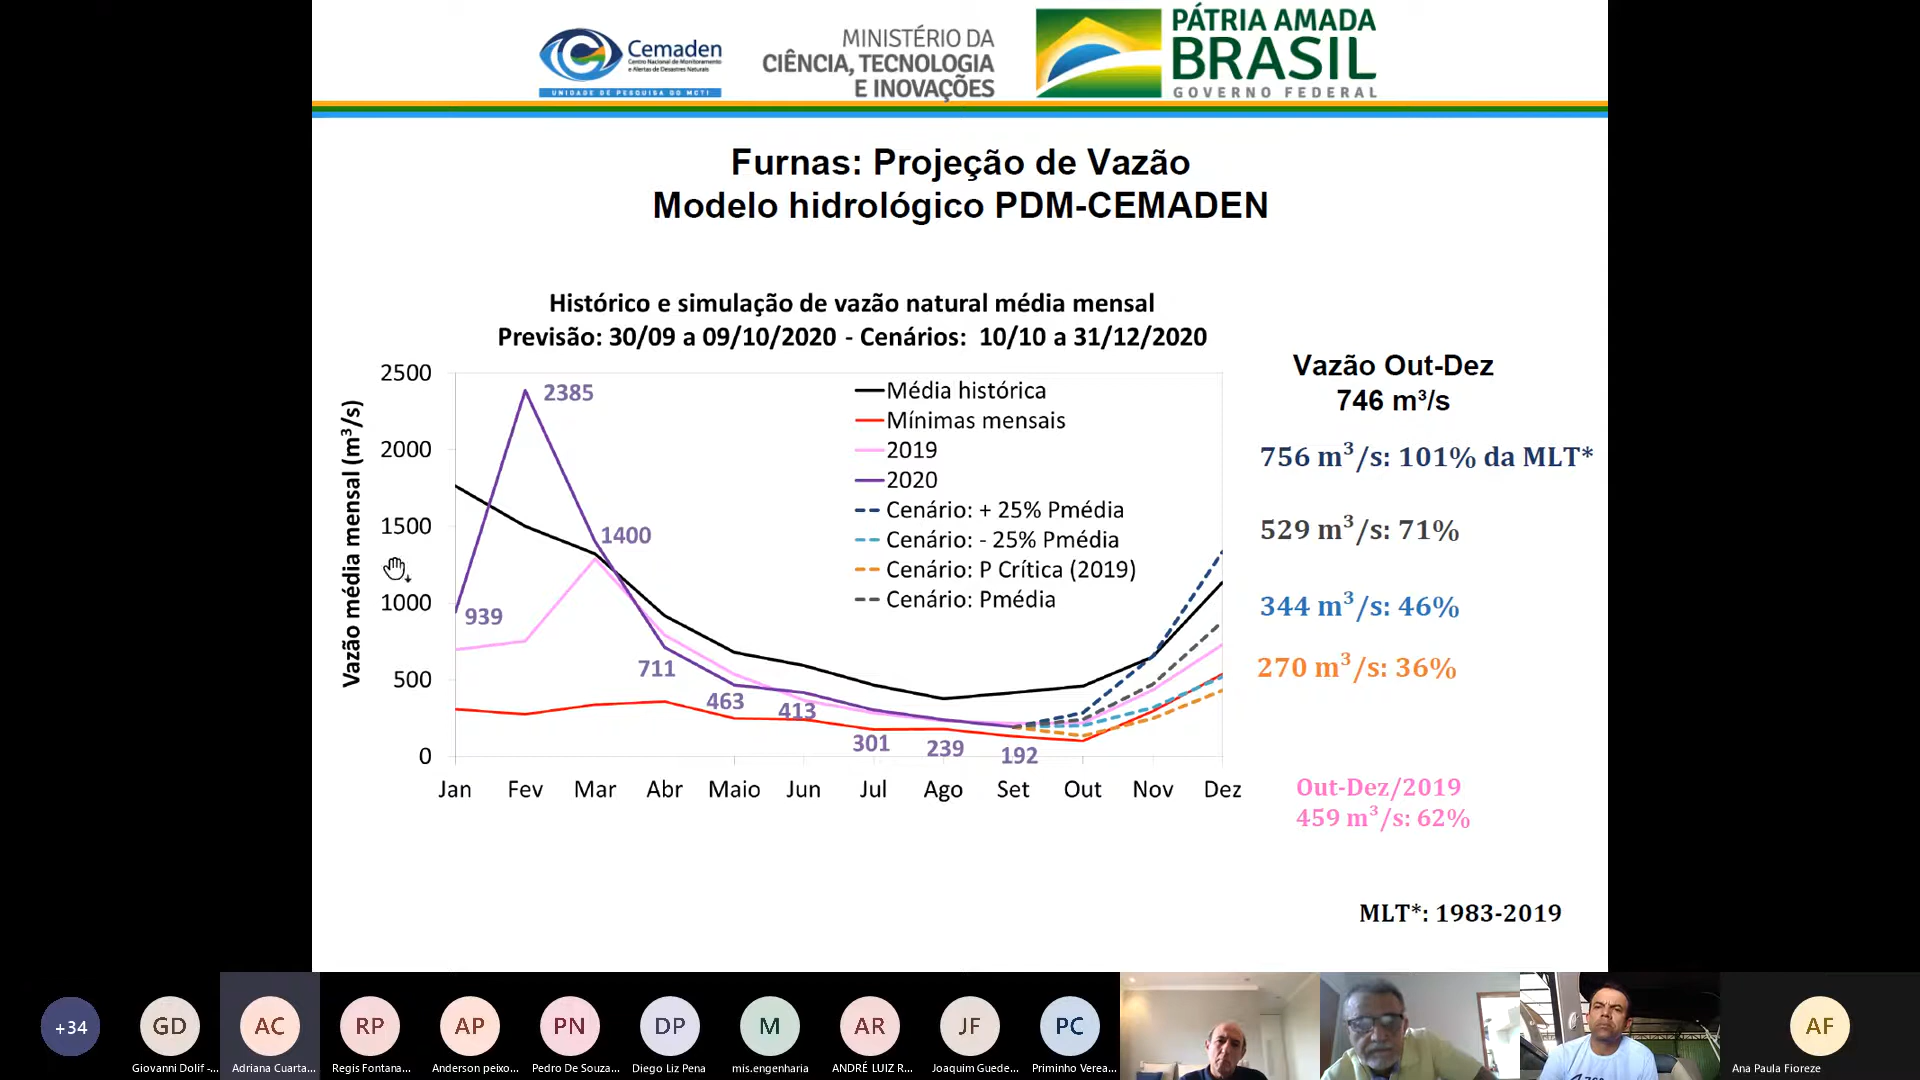 Cemaden
Centro Nacional de Monitoramento
e Alertas de Desastres Naturais
UNIDADE DE PESQUISA DO MCTI
MINISTÉRIO DA
CIÊNCIA, TECNOLOGIA
E INOVAÇÕES
PÁTRIA AMADA
BRASIL
GOVERNO FEDERAL
Furnas: Projeção de Vazão
Modelo hidrológico PDM-CEMADEN
Histórico e simulação de vazão natural média mensal
Previsão: 30/09 a 09/10/2020 - Cenários: 10/10 a 31/12/2020
Vazão média mensal (m³/s)
2500
2000
1500
1000
500
0
Jan Fev Mar Abr Maio Jun Jul Ago Set Out Nov Dez
939
2385
1400
711
463
413
301
239
192
Média histórica
Mínimas mensais
2019
2020
Cenário: + 25% Pmédia
Cenário: - 25% Pmédia
Cenário: P Crítica (2019)
Cenário: Pmédia
Vazão Out-Dez
746 m³/s
756 m³/s: 101% da MLT*
529 m³/s: 71%
344 m³/s: 46%
270 m³/s: 36%
Out-Dez/2019
459 m³/s: 62%
MLT*: 1983-2019
+34
GD
Giovanni Dolif -...
AC
Adriana Cuarta...
RP
Regis Fontana...
AP
Anderson peixo...
PN
Pedro De Souza...
DP
Diego Liz Pena
M
mis.engenharia
AR
ANDRÉ LUIZ R...
JF
Joaquim Guede...
PC
Priminho Verea...
AF
Ana Paula Fioreze